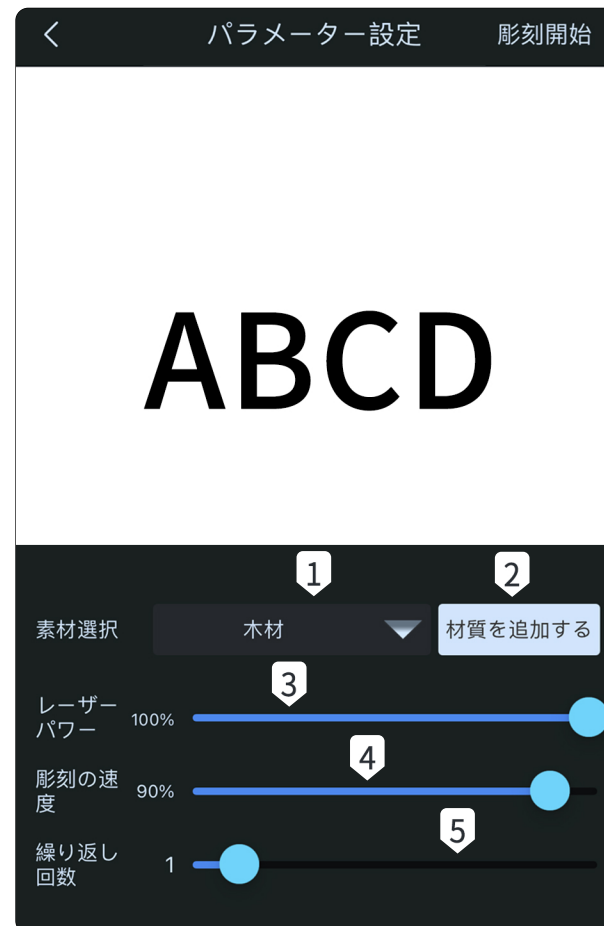 パラメーター設定 彫刻開始
ABCD
1 2
素材選択 木材 材質を追加する
3
レーザー
パワー 100%
4
彫刻の速
度 90%
5
繰り返し
回数 1